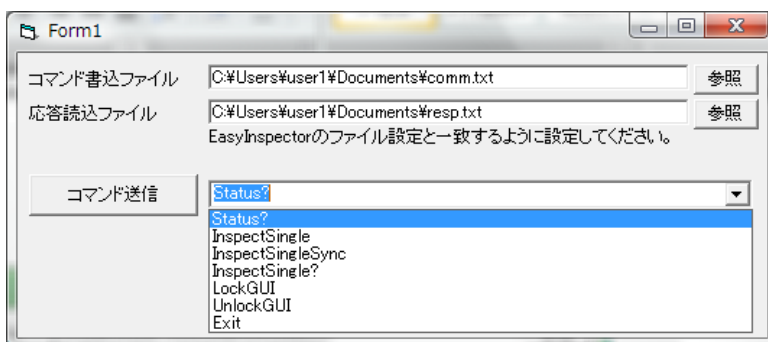 Form1
コマンド書込ファイル C:¥Users¥user1¥Documents¥comm.txt 参照
応答読込ファイル C:¥Users¥user1¥Documents¥resp.txt 参照
EasyInspectorのファイル設定と一致するように設定してください。
コマンド送信 Status?
Status?
InspectSingle
InspectSingleSync
InspectSingle?
LockGUI
UnlockGUI
Exit